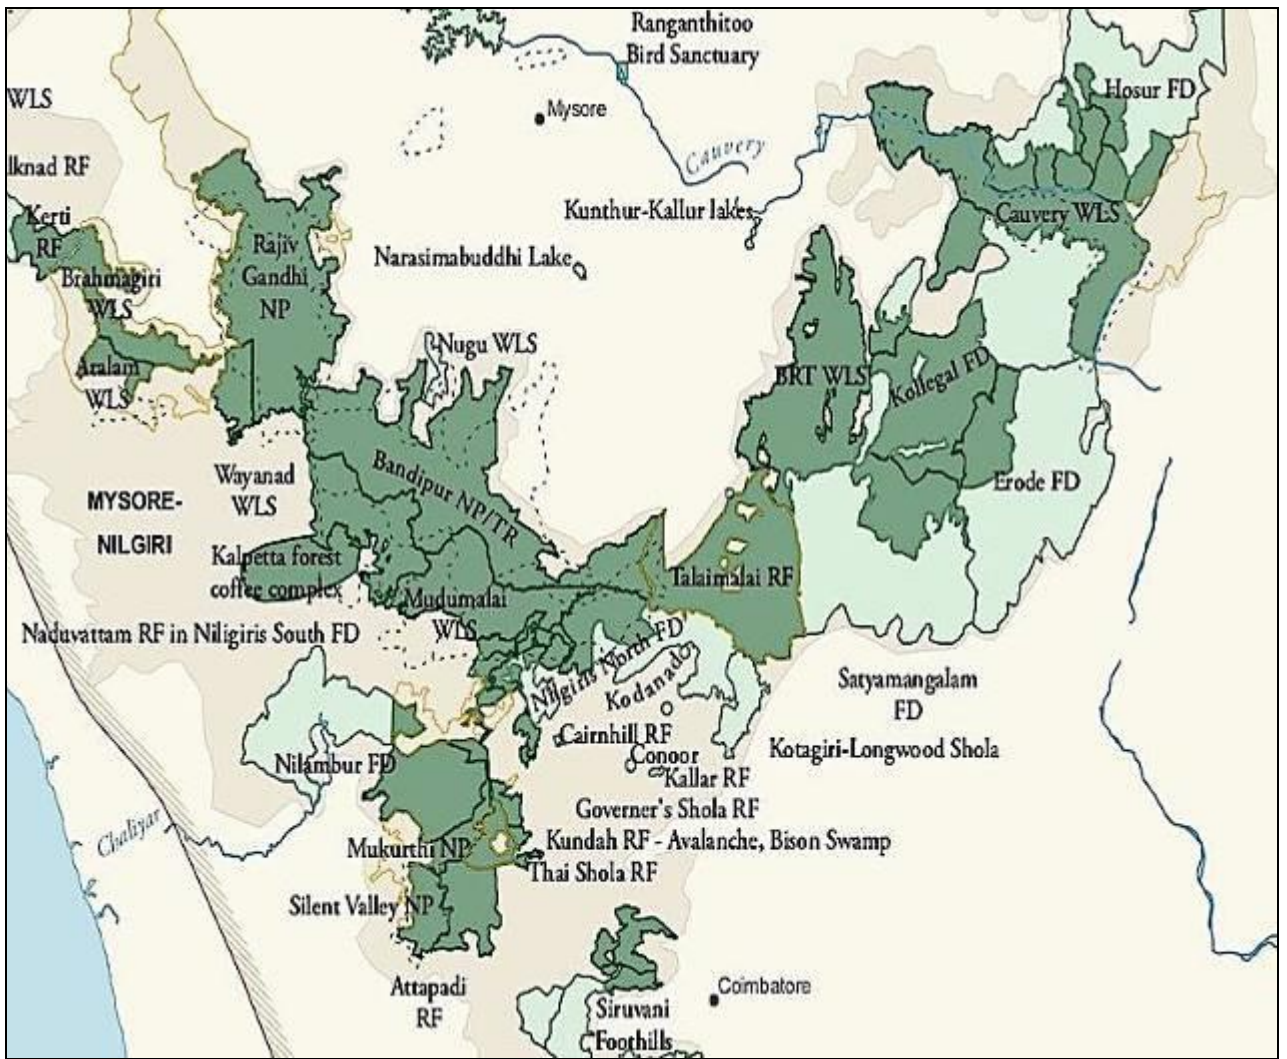 Ranganthitoo
Bird Sanctuary
Hosur FD
WLS
Mysore
Cauvery
lknad RF
Kerti
RF
Kunthur-Kallur lakes
Cauvery WLS
Rajiv
Gandhi
NP
Narasimabuddhi Lake
Brahmagiri
WLS
Nugu WLS
Aralam
WLS
BRT WLS
Kollegal FD
Wayanad
WLS
Bandipur NP/TR
Erode FD
MYSORE-
NILGIRI
Kalpetta forest
coffee complex
Talaimalai RF
Mudumalai
WLS
Naduvattam RF in Niligiris South FD
Nilgiris North FD
Kodanado
Satyamangalam
FD
Cairnhill RF
Conoor
Kotagiri-Longwood Shola
Nilambur FD
Kallar RF
Governer's Shola RF
Chaliyar
Mukurthi NP
Kundah RF - Avalanche, Bison Swamp
Thai Shola RF
Silent Valley NP
Attapadi
RF
Coimbatore
Siruvani
Foothills